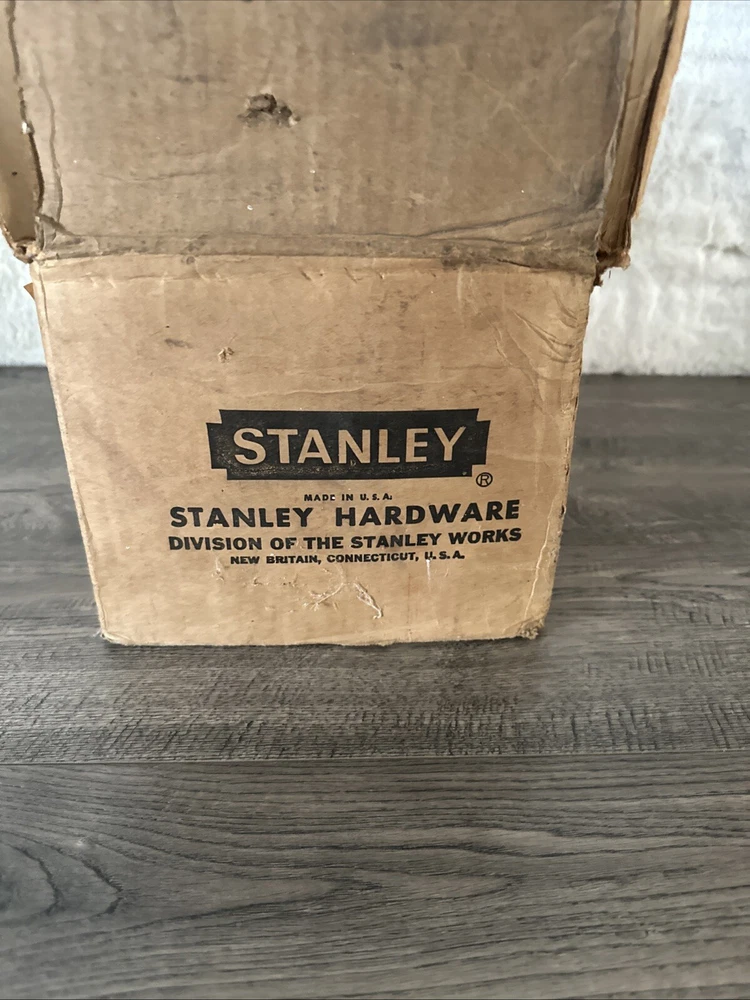 STANLEY®
MADE IN U.S.A.
STANLEY HARDWARE
DIVISION OF THE STANLEY WORKS
NEW BRITAIN, CONNECTICUT, U.S.A.